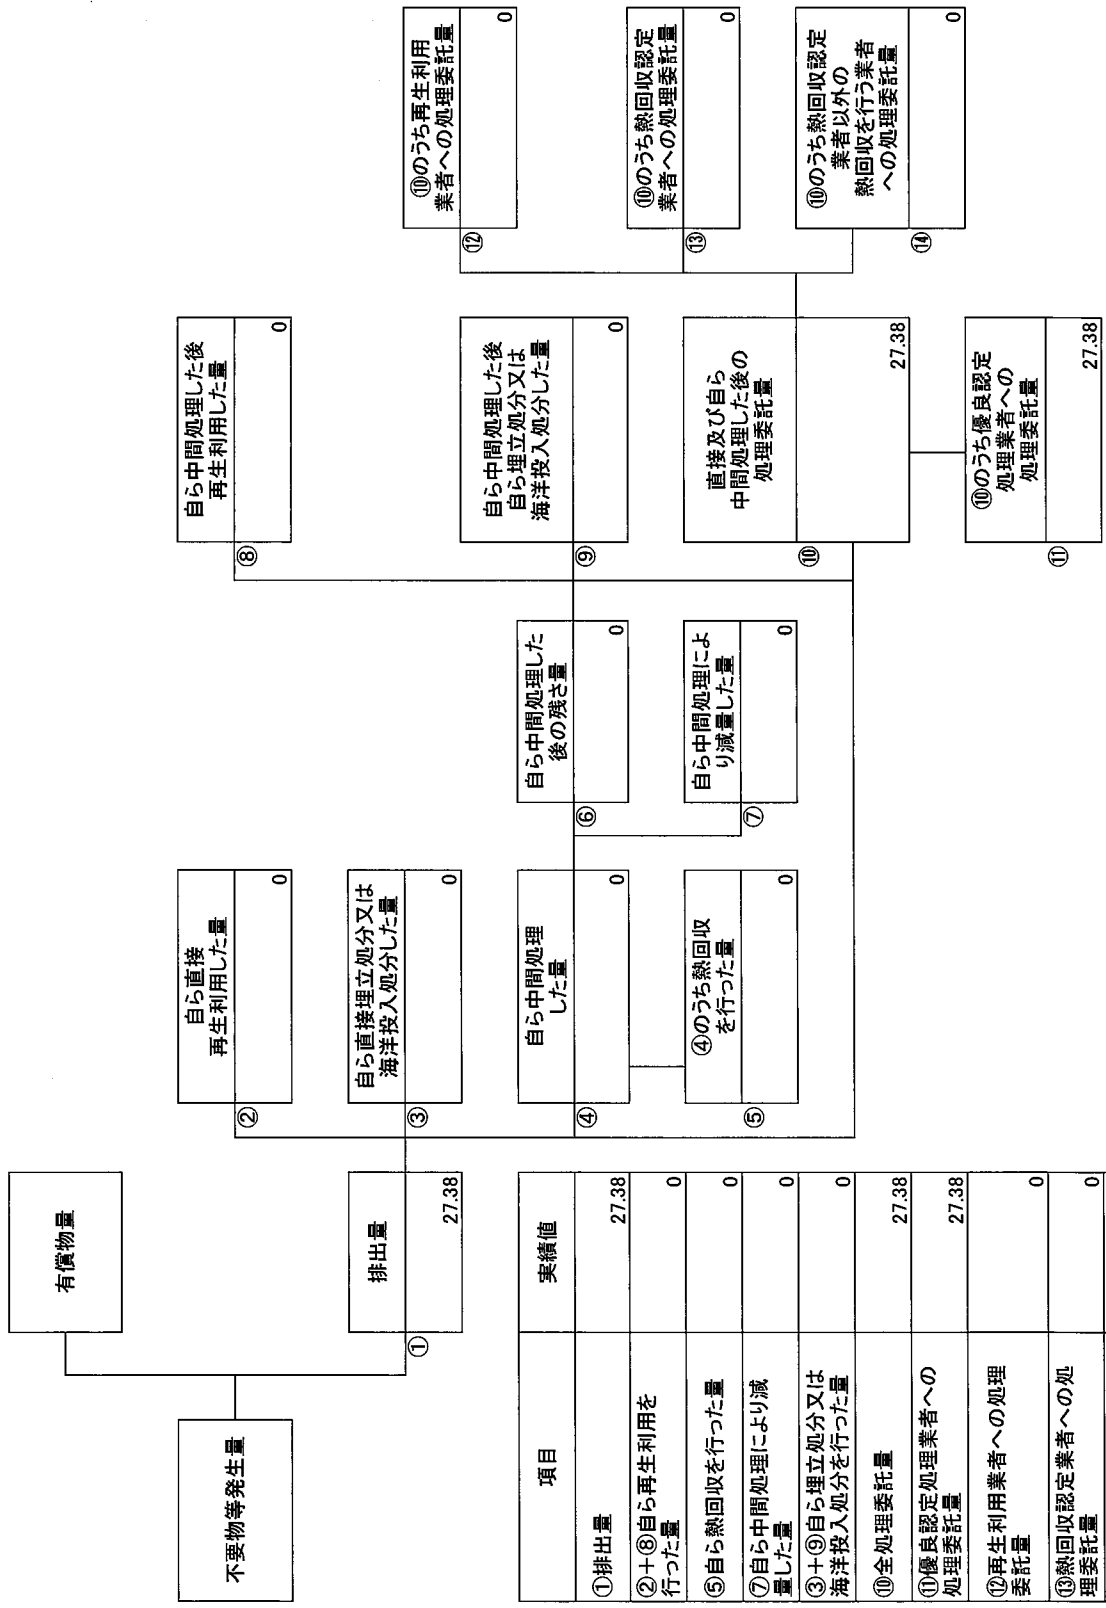 不要物等発生量
有償物量
排出量
①
27.38
自ら直接
再生利用した量
②
0
自ら直接埋立処分又は
海洋投入処分した量
③
0
自ら中間処理
した量
④
0
④のうち熱回収
を行った量
⑤
0
自ら中間処理した
後の残さ量
⑥
0
自ら中間処理によ
り減量した量
⑦
0
自ら中間処理した後
再生利用した量
⑧
0
自ら中間処理した後
自ら埋立処分又は
海洋投入処分した量
⑨
0
直接及び自ら
中間処理した後の
処理委託量
⑩
27.38
⑩のうち優良認定
処理業者への
処理委託量
⑪
27.38
⑩のうち再生利用
業者への処理委託量
⑫
0
⑩のうち熱回収認定
業者への処理委託量
⑬
0
⑩のうち熱回収認定
業者以外の
熱回収を行う業者
への処理委託量
⑭
0
項目
実績値
①排出量
27.38
②＋⑧自ら再生利用を
行った量
0
⑤自ら熱回収を行った量
0
⑦自ら中間処理により減
量した量
0
③＋⑨自ら埋立処分又は
海洋投入処分を行った量
0
⑩全処理委託量
27.38
⑪優良認定処理業者への
処理委託量
27.38
⑫再生利用業者への処理
委託量
0
⑬熱回収認定業者への処
理委託量
0